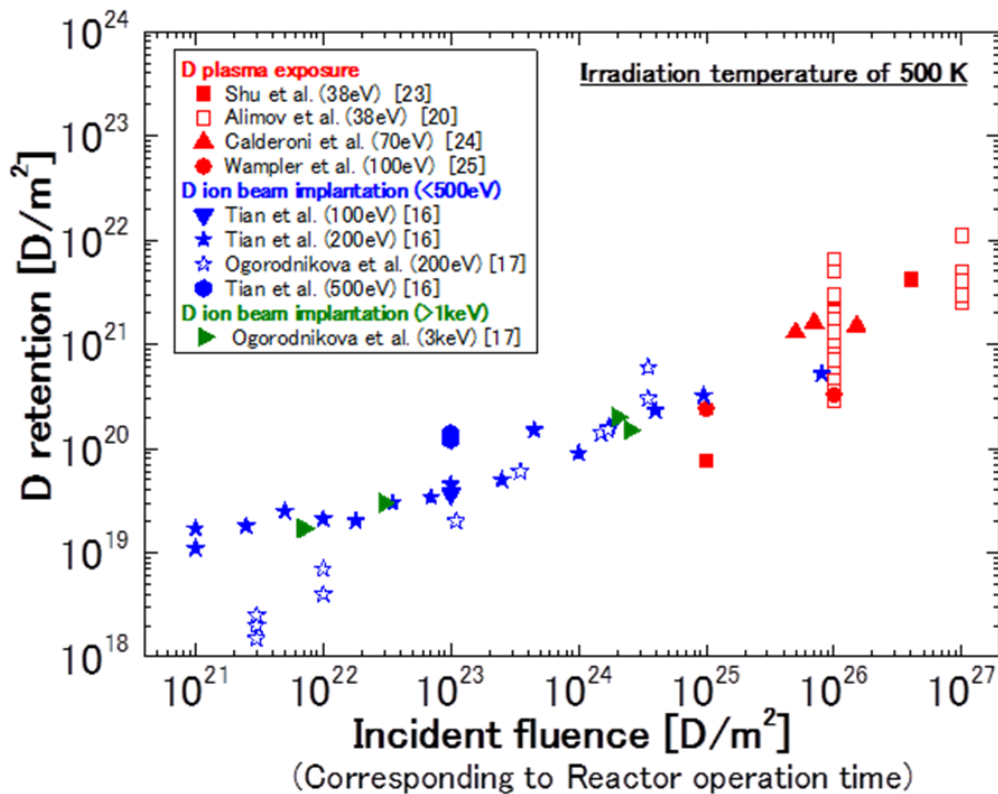 10^24
10^23
10^22
10^21
10^20
10^19
10^18
D retention [D/m^2]
Irradiation temperature of 500 K
D plasma exposure
Shu et al. (38eV) [23]
Alimov et al. (38eV) [20]
Calderoni et al. (70eV) [24]
Wampler et al. (100eV) [25]
D ion beam implantation (<500eV)
Tian et al. (100eV) [16]
Tian et al. (200eV) [16]
Ogorodnikova et al. (200eV) [17]
Tian et al. (500eV) [16]
D ion beam implantation (>1keV)
Ogorodnikova et al. (3keV) [17]
10^21 10^22 10^23 10^24 10^25 10^26 10^27
Incident fluence [D/m^2]
(Corresponding to Reactor operation time)